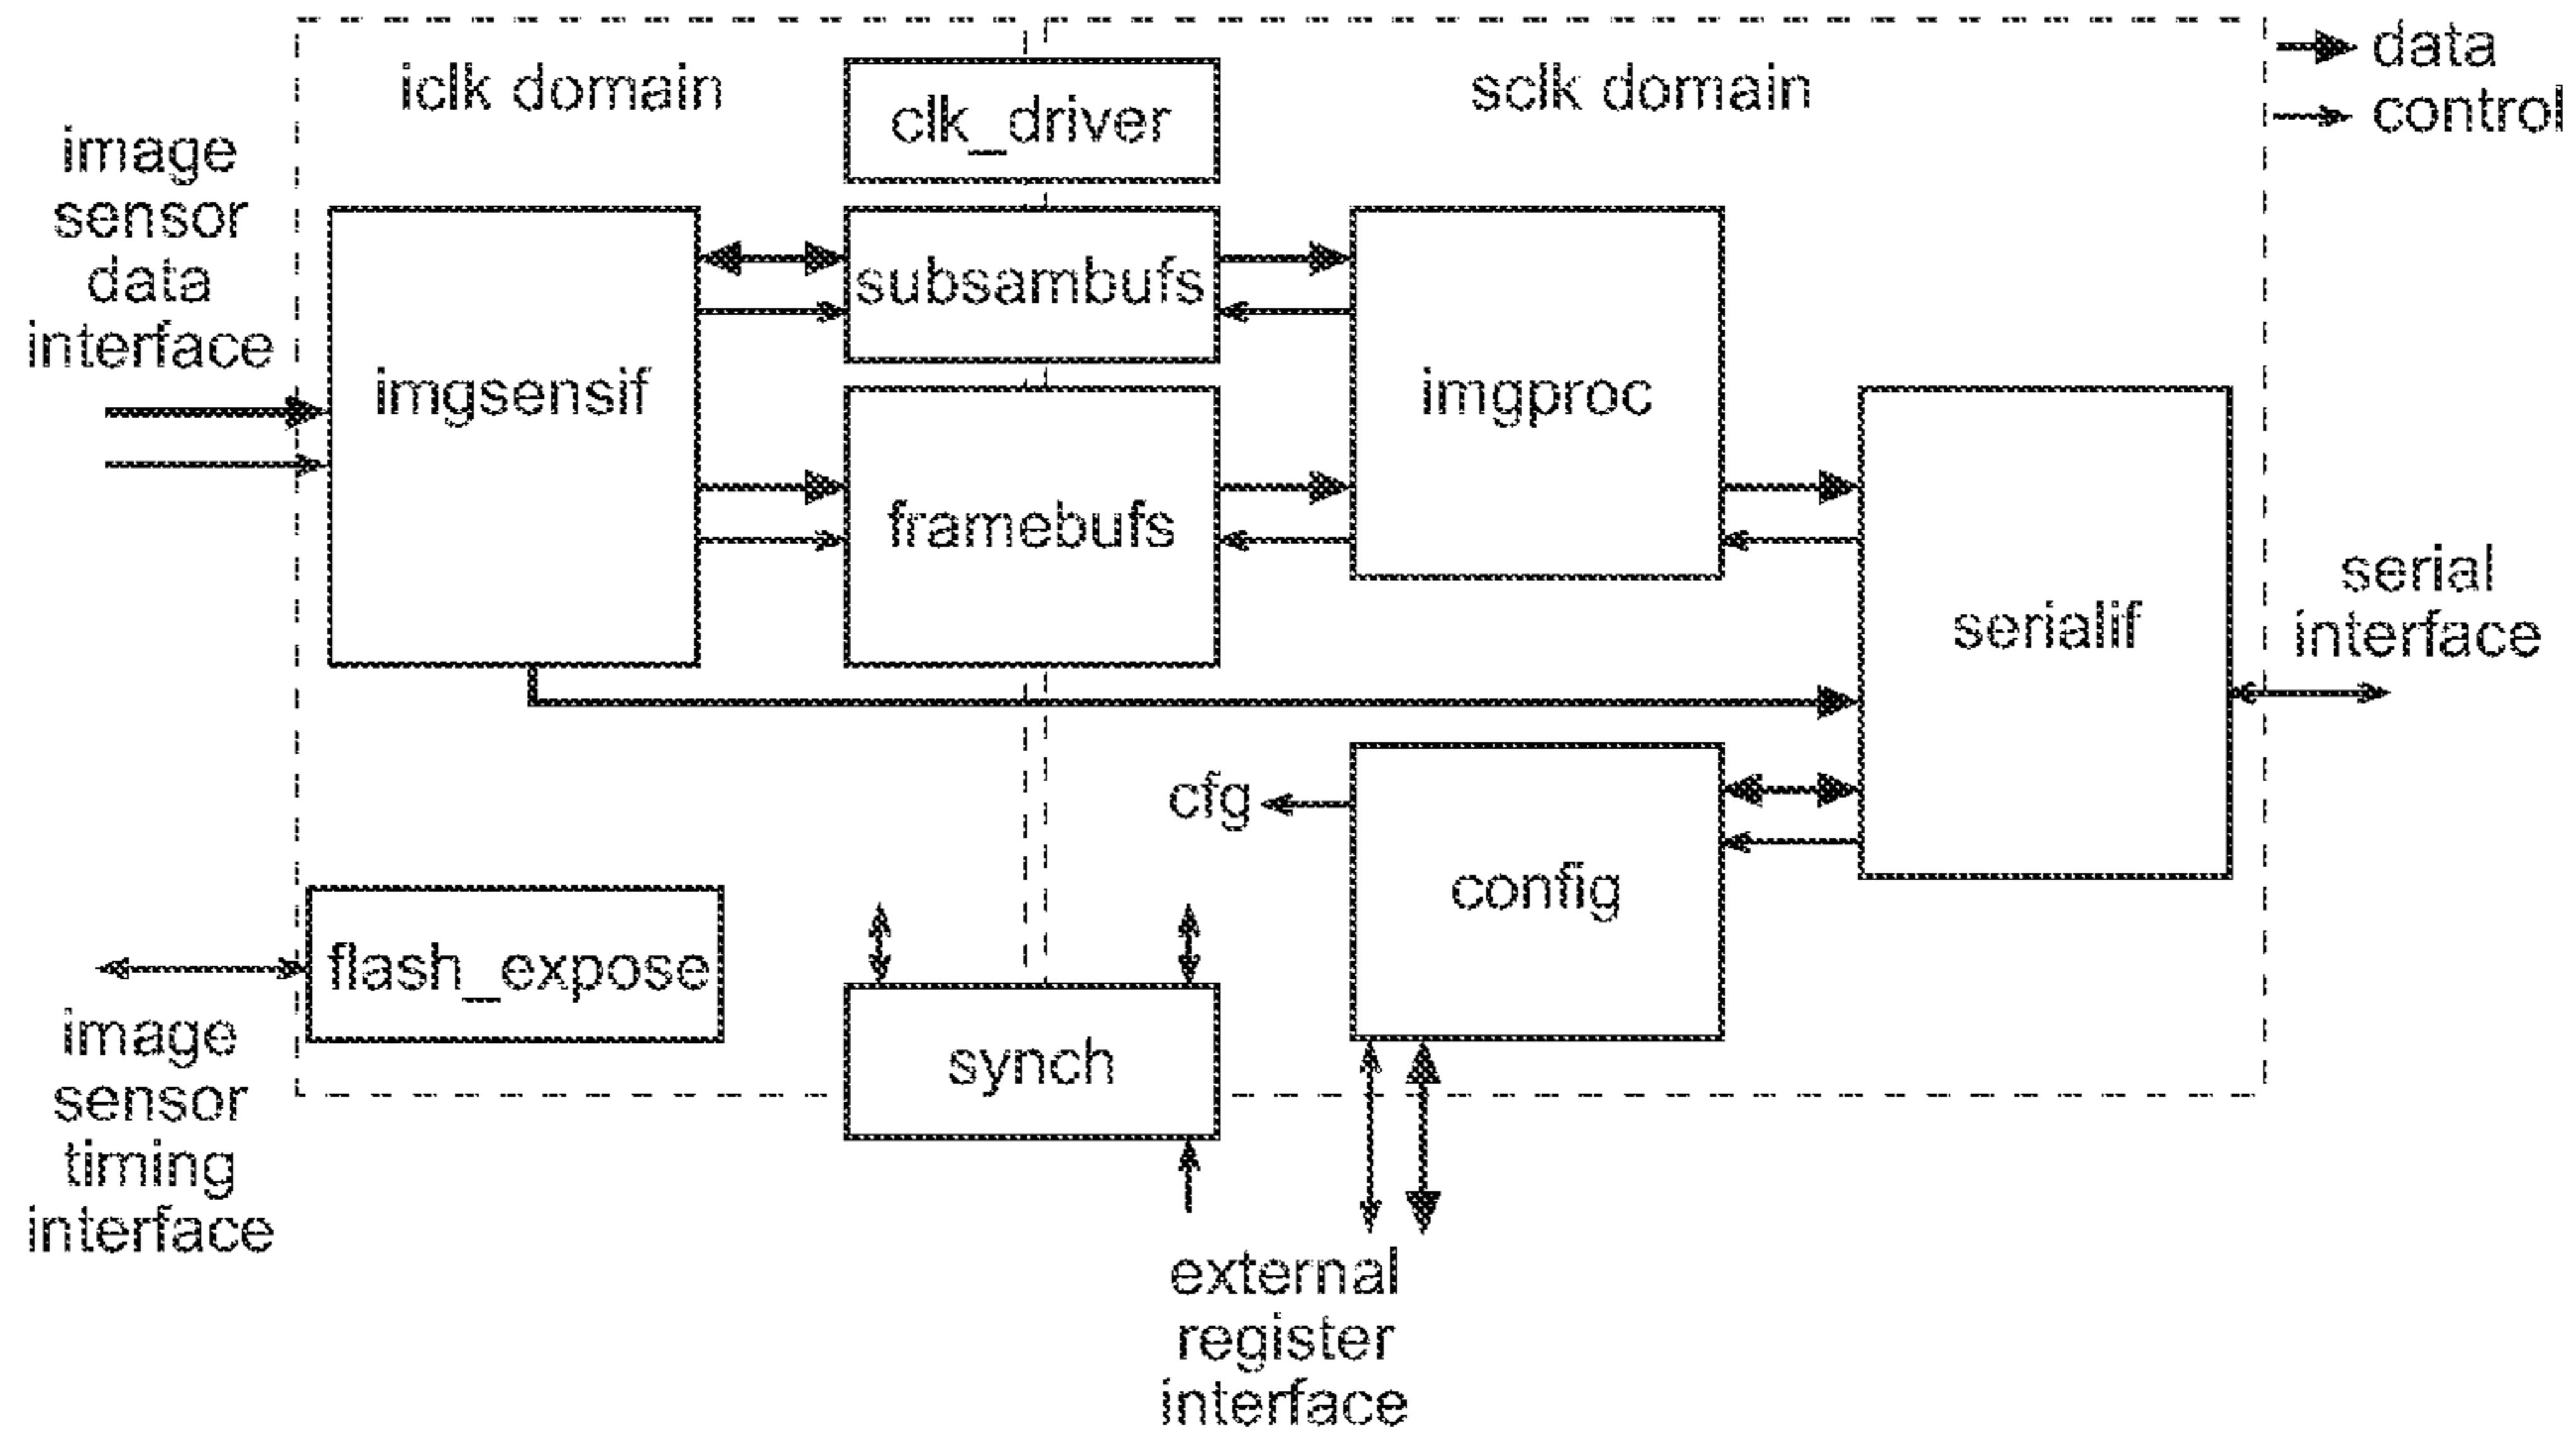 iclk domain
sclk domain
data
control
clk_driver
image
sensor
data
interface
subsambufs
imgsensif
imgproc
framebufs
serialif
serial
interface
cfg
config
flash_expose
synch
image
sensor
timing
interface
external
register
interface